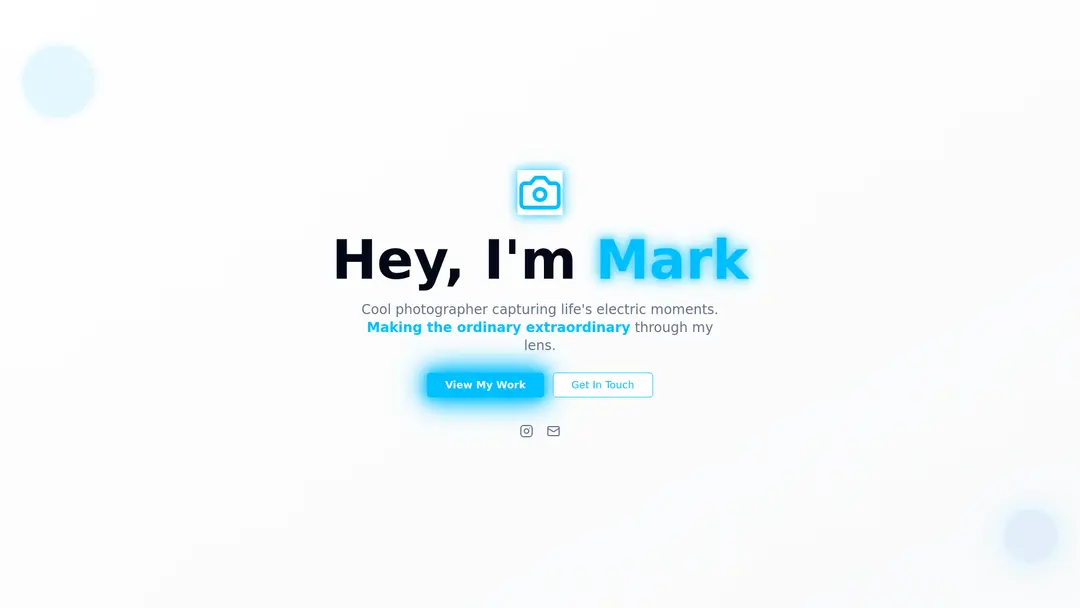 Hey, I'm Mark
Cool photographer capturing life's electric moments.
Making the ordinary extraordinary through my
lens.
View My Work
Get In Touch